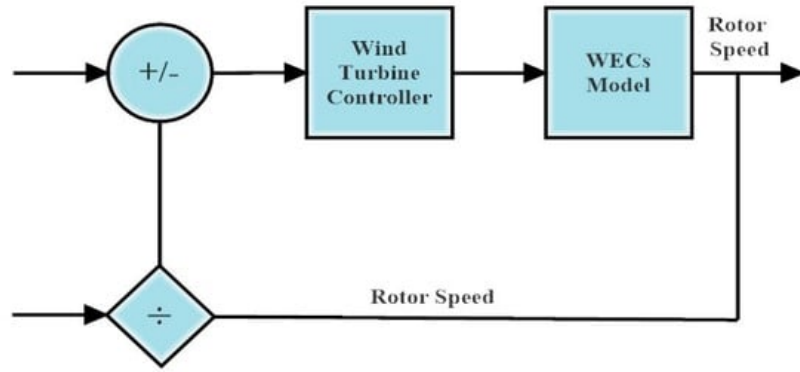 Rotor
Speed
+/-
Wind
Turbine
Controller
WECs
Model
Rotor Speed
÷